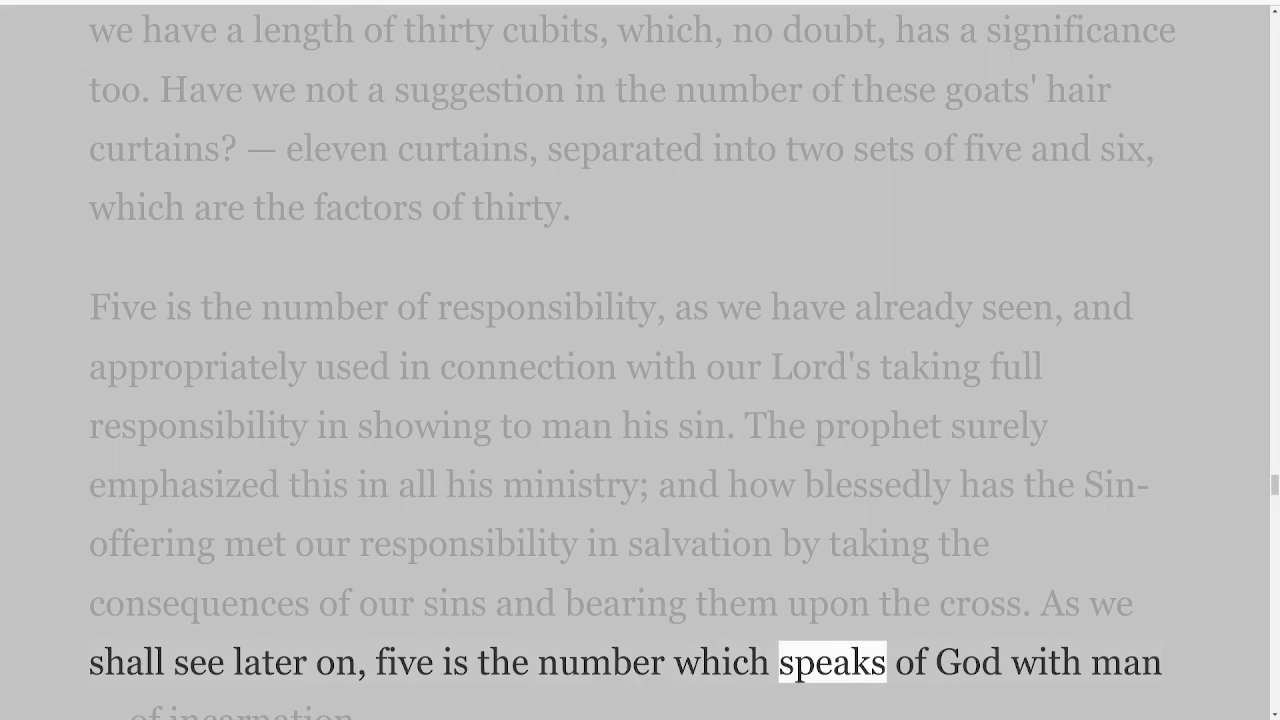 we have a length of thirty cubits, which, no doubt, has a significance
too. Have we not a suggestion in the number of these goats' hair
curtains? — eleven curtains, separated into two sets of five and six,
which are the factors of thirty.
Five is the number of responsibility, as we have already seen, and
appropriately used in connection with our Lord's taking full
responsibility in showing to man his sin. The prophet surely
emphasized this in all his ministry; and how blessedly has the Sin-
offering met our responsibility in salvation by taking the
consequences of our sins and bearing them upon the cross. As we
shall see later on, five is the number which speaks of God with man
— of incarnation